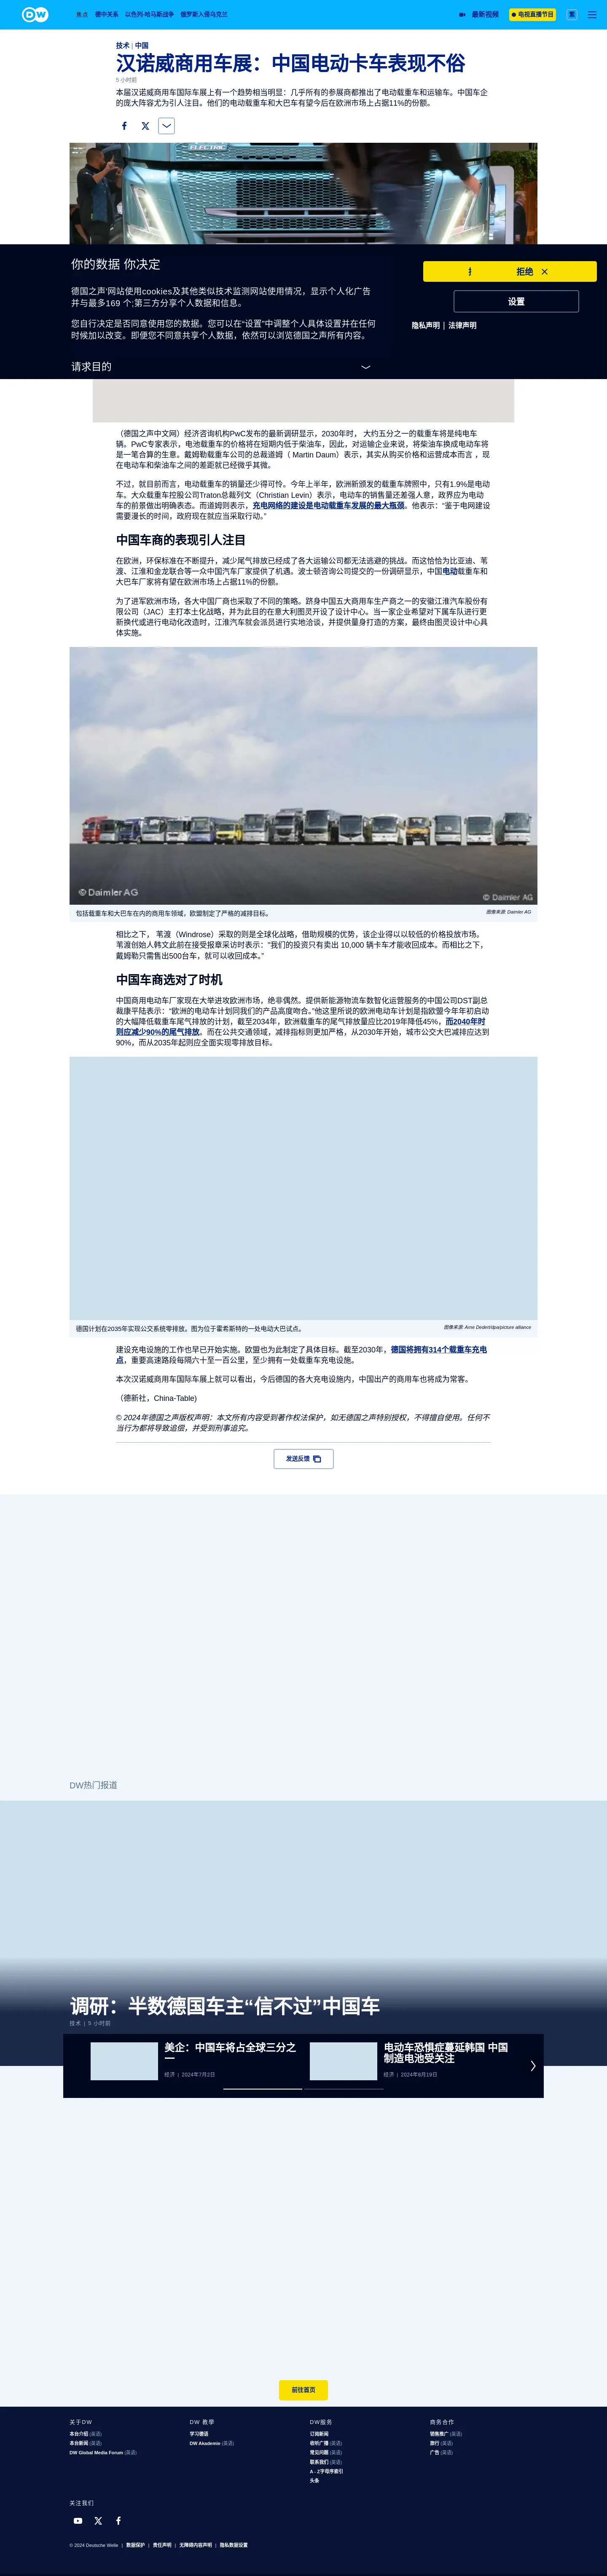 DW
焦点 德中关系 以色列-哈马斯战争 俄罗斯入侵乌克兰
最新视频 电视直播节目 繁
技术 | 中国
汉诺威商用车展：中国电动卡车表现不俗
5 小时前
本届汉诺威商用车国际车展上有一个趋势相当明显：几乎所有的参展商都推出了电动载重车和运输车。中国车企
的庞大阵容尤为引人注目。他们的电动载重车和大巴车有望今后在欧洲市场上占据11%的份额。
ELECTRIC
你的数据 你决定
德国之声'网站使用cookies及其他类似技术监测网站使用情况，显示个人化广告
并与最多169 个;第三方分享个人数据和信息。
您自行决定是否同意使用您的数据。您可以在“设置”中调整个人具体设置并在任何
时候加以改变。即便您不同意共享个人数据，依然可以浏览德国之声所有内容。
请求目的
拒绝
设置
隐私声明 | 法律声明
（德国之声中文网）经济咨询机构PwC发布的最新调研显示，2030年时， 大约五分之一的载重车将是纯电车
辆。PwC专家表示，电池载重车的价格将在短期内低于柴油车，因此，对运输企业来说，将柴油车换成电动车将
是一笔合算的生意。戴姆勒载重车公司的总裁道姆（ Martin Daum）表示，其实从购买价格和运营成本而言 ，现
在电动车和柴油车之间的差距就已经微乎其微。
不过，就目前而言，电动载重车的销量还少得可怜。今年上半年，欧洲新颁发的载重车牌照中，只有1.9%是电动
车。大众载重车控股公司Traton总裁列文（Christian Levin）表示，电动车的销售量还差强人意，政界应为电动
车的前景做出明确表态。而道姆则表示，充电网络的建设是电动载重车发展的最大瓶颈。他表示：“鉴于电网建设
需要漫长的时间，政府现在就应当采取行动。”
中国车商的表现引人注目
在欧洲，环保标准在不断提升，减少尾气排放已经成了各大运输公司都无法逃避的挑战。而这恰恰为比亚迪、苇
渡、江淮和金龙联合等一众中国汽车厂家提供了机遇。波士顿咨询公司提交的一份调研显示，中国电动载重车和
大巴车厂家将有望在欧洲市场上占据11%的份额。
为了进军欧洲市场，各大中国厂商也采取了不同的策略。跻身中国五大商用车生产商之一的安徽江淮汽车股份有
限公司（JAC）主打本土化战略，并为此目的在意大利图灵开设了设计中心。当一家企业希望对下属车队进行更
新换代或进行电动化改造时，江淮汽车就会派员进行实地洽谈，并提供量身打造的方案，最终由图灵设计中心具
体实施。
© Daimler AG
© Daimler AG
包括载重车和大巴车在内的商用车领域，欧盟制定了严格的减排目标。
图像来源: Daimler AG
相比之下， 苇渡（Windrose）采取的则是全球化战略，借助规模的优势，该企业得以以较低的价格投放市场。
苇渡创始人韩文此前在接受报章采访时表示：“我们的投资只有卖出 10,000 辆卡车才能收回成本。而相比之下，
戴姆勒只需售出500台车，就可以收回成本。”
中国车商选对了时机
中国商用电动车厂家现在大举进攻欧洲市场，绝非偶然。提供新能源物流车数智化运营服务的中国公司DST副总
裁康平陆表示：“欧洲的电动车计划同我们的产品高度吻合。”他这里所说的欧洲电动车计划是指欧盟今年年初启动
的大幅降低载重车尾气排放的计划，截至2034年，欧洲载重车的尾气排放量应比2019年降低45%，而2040年时
则应减少90%的尾气排放。而在公共交通领域，减排指标则更加严格，从2030年开始，城市公交大巴减排应达到
90%，而从2035年起则应全面实现零排放目标。
德国计划在2035年实现公交系统零排放。图为位于霍希斯特的一处电动大巴试点。
图像来源: Arne Dedert/dpa/picture alliance
建设充电设施的工作也早已开始实施。欧盟也为此制定了具体目标。截至2030年，德国将拥有314个载重车充电
点，重要高速路段每隔六十至一百公里，至少拥有一处载重车充电设施。
本次汉诺威商用车国际车展上就可以看出，今后德国的各大充电设施内，中国出产的商用车也将成为常客。
（德新社，China-Table)
© 2024年德国之声版权声明：本文所有内容受到著作权法保护，如无德国之声特别授权，不得擅自使用。任何不
当行为都将导致追偿，并受到刑事追究。
发送反馈
DW热门报道
调研：半数德国车主“信不过”中国车
技术 | 5 小时前
美企：中国车将占全球三分之
一
经济 | 2024年7月2日
电动车恐惧症蔓延韩国 中国
制造电池受关注
经济 | 2024年8月19日
前往首页
关于DW
本台介绍 (英语)
本台新闻 (英语)
DW Global Media Forum (英语)
DW 教學
学习德语
DW Akademie (英语)
DW服务
订阅新闻
收听广播 (英语)
常见问题 (英语)
联系我们 (英语)
A - Z字母序索引
头条
商务合作
销售推广 (英语)
旅行 (英语)
广告 (英语)
关注我们
© 2024 Deutsche Welle | 数据保护 | 责任声明 | 无障碍内容声明 | 隐私数据设置